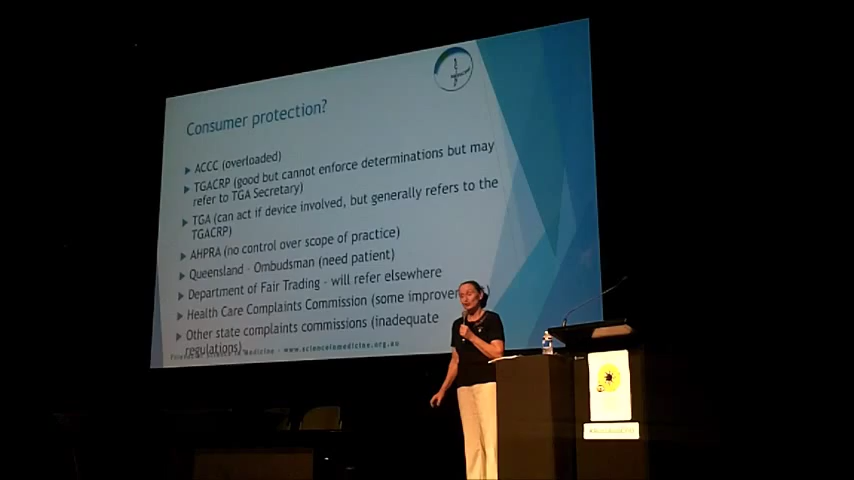 Consumer protection?
ACCC (overloaded)
TGACRP (good but cannot enforce determinations but may
refer to TGA Secretary)
TGA (can act if device involved, but generally refers to the
TGACRP)
AHPRA (no control over scope of practice)
Queensland - Ombudsman (need patient)
Department of Fair Trading - will refer elsewhere
Health Care Complaints Commission (some
Other state complaints commissions (inadequate
regulations)
in Medicine - www.scienceinmedicine.org.au